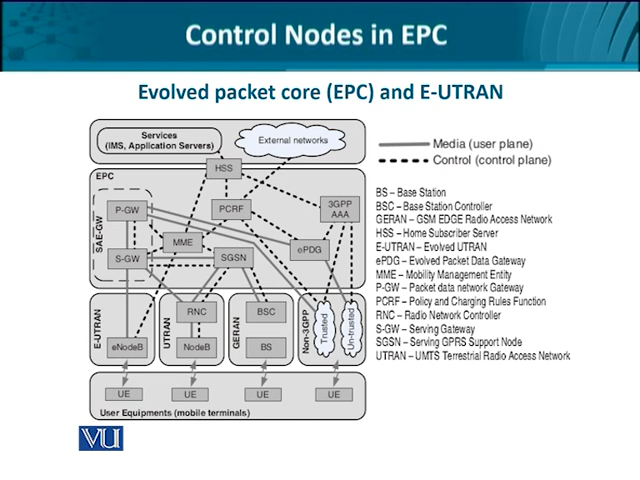 Control Nodes in EPC
Evolved packet core (EPC) and E-UTRAN
Services
(IMS, Application Servers)
External networks
Media (user plane)
Control (control plane)
HSS
EPC
P-GW
PCRF
3GPP
AAA
SAE-GW
MME
ePDG
S-GW
SGSN
E-UTRAN
eNodeB
UTRAN
RNC
NodeB
GERAN
BSC
BS
Non-3GPP
Trusted
Un-trusted
UE
UE
UE
UE
User Equipments (mobile terminals)
BS – Base Station
BSC – Base Station Controller
GERAN – GSM EDGE Radio Access Network
HSS – Home Subscriber Server
E-UTRAN – Evolved UTRAN
ePDG – Evolved Packet Data Gateway
MME – Mobility Management Entity
P-GW – Packet data network Gateway
PCRF – Policy and Charging Rules Function
RNC – Radio Network Controller
S-GW – Serving Gateway
SGSN – Serving GPRS Support Node
UTRAN – UMTS Terrestrial Radio Access Network
VU